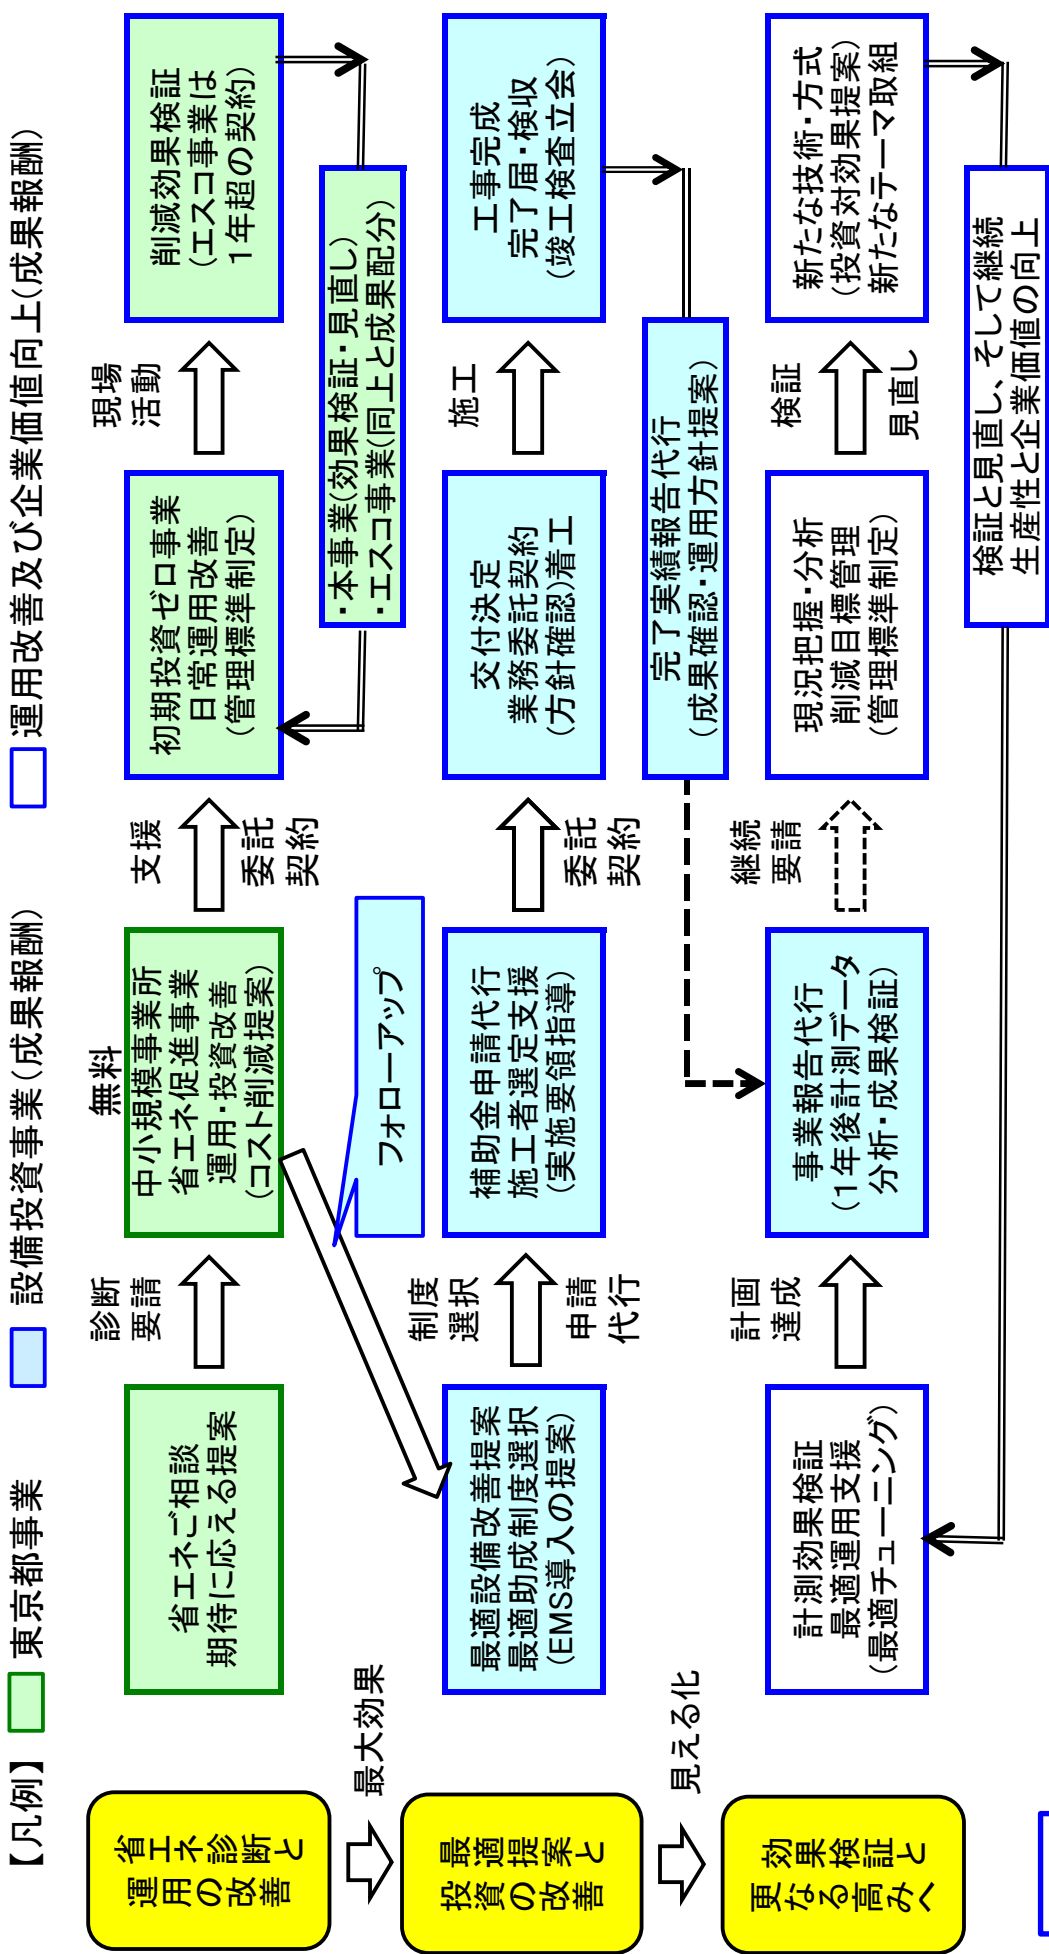 【凡例】
東京都事業
設備投資事業(成果報酬)
運用改善及び企業価値向上(成果報酬)
省エネ診断と
運用の改善
省エネご相談
期待に応える提案
診断
要請
無料
中小規模事業所
省エネ促進事業
運用・投資改善
(コスト削減提案)
支援
委託
契約
初期投資ゼロ事業
日常運用改善
(管理標準制定)
現場
活動
削減効果検証
(エスコ事業は
1年超の契約)
・本事業(効果検証・見直し)
・エスコ事業(同上と成果配分)
最大効果
フォローアップ
最適提案と
投資の改善
最適設備改善提案
最適助成制度選択
(EMS導入の提案)
制度
選択
申請
代行
補助金申請代行
施工者選定支援
(実施要領指導)
委託
契約
交付決定
業務委託契約
(方針確認)着工
施工
工事完成
完了届・検収
(竣工検査立会)
完了実績報告代行
(成果確認・運用方針提案)
見える化
効果検証と
更なる高みへ
計測効果検証
最適運用支援
(最適チューニング)
計画
達成
事業報告代行
(1年後計測データ
分析・成果検証)
継続
要請
現況把握・分析
削減目標管理
(管理標準制定)
検証
見直し
新たな技術・方式
(投資対効果提案)
新たなテーマ取組
検証と見直し、そして継続
生産性と企業価値の向上